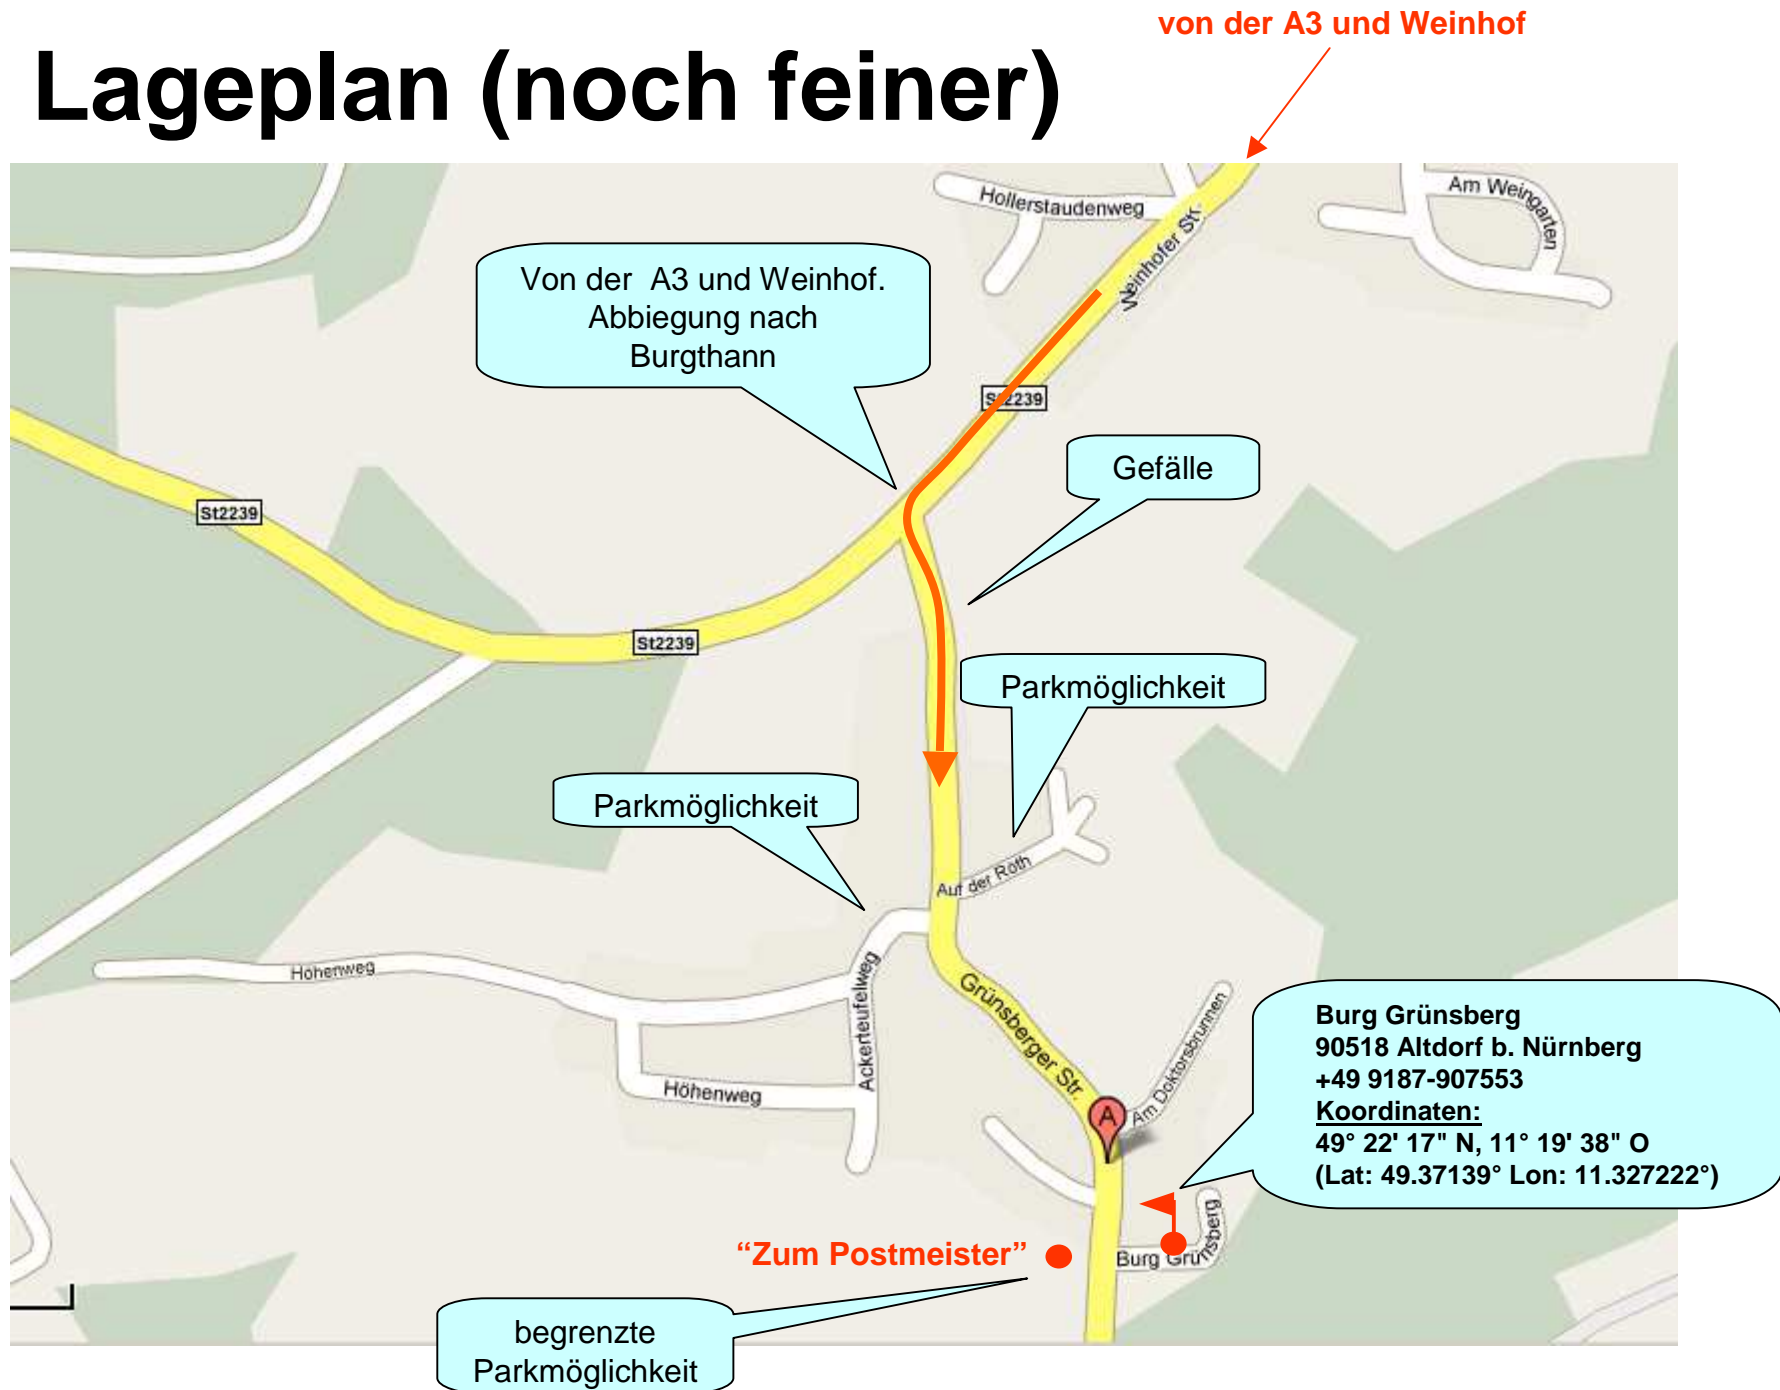 von der A3 und Weinhof
Lageplan (noch feiner)
Hollerstaudenweg
Am Weingarten
Weinhofer Str.
Von der A3 und Weinhof.
Abbiegung nach
Burgthann
St2239
Gefälle
St2239
St2239
Parkmöglichkeit
Parkmöglichkeit
Auf der Röth
Höhenweg
Ackerteufelweg
Grünsberger Str.
Am Doktorsbrunnen
Höhenweg
A
Burg Grünsberg
90518 Altdorf b. Nürnberg
+49 9187-907553
Koordinaten:
49° 22' 17" N, 11° 19' 38" O
(Lat: 49.37139° Lon: 11.327222°)
“Zum Postmeister”
Burg Grünsberg
begrenzte
Parkmöglichkeit